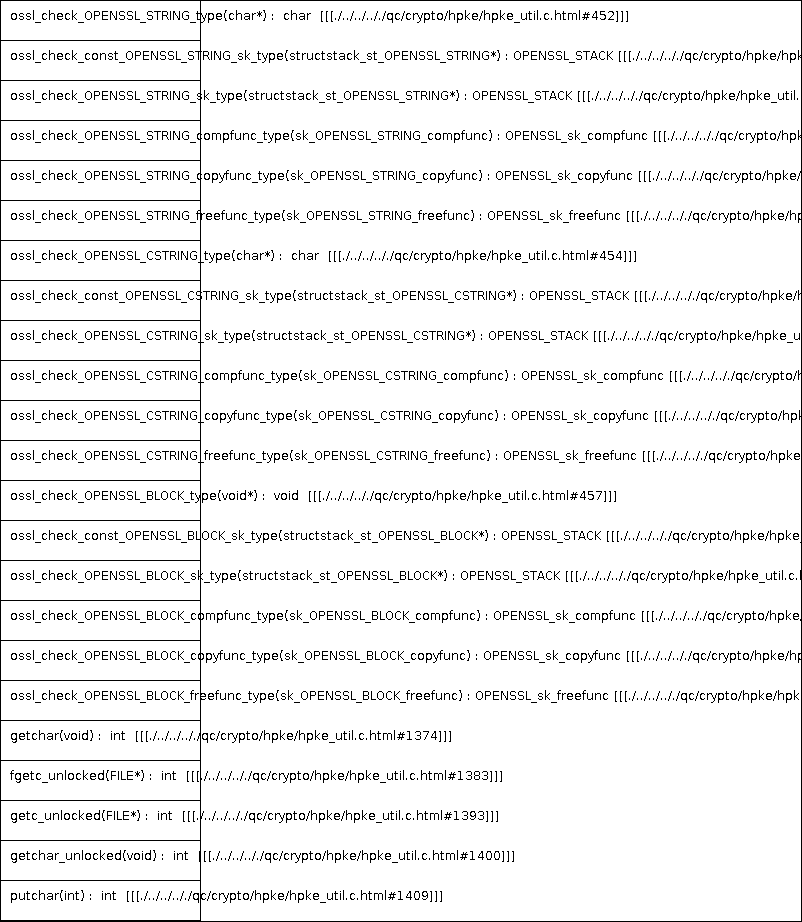 ossl_check_OPENSSL_STRING_type(char*) : char [[[./../../../qc/crypto/hpke/hpke_util.c.html#452]]]
ossl_check_const_OPENSSL_STRING_sk_type(structstack_st_OPENSSL_STRING*) : OPENSSL_STACK [[[./../../../qc/crypto/hpke/hpk
ossl_check_OPENSSL_STRING_sk_type(structstack_st_OPENSSL_STRING*) : OPENSSL_STACK [[[./../../../qc/crypto/hpke/hpke_util.
ossl_check_OPENSSL_STRING_compfunc_type(sk_OPENSSL_STRING_compfunc) : OPENSSL_sk_compfunc [[[./../../../qc/crypto/hpk
ossl_check_OPENSSL_STRING_copyfunc_type(sk_OPENSSL_STRING_copyfunc) : OPENSSL_sk_copyfunc [[[./../../../qc/crypto/hpke/
ossl_check_OPENSSL_STRING_freefunc_type(sk_OPENSSL_STRING_freefunc) : OPENSSL_sk_freefunc [[[./../../../qc/crypto/hpke/hp
ossl_check_OPENSSL_CSTRING_type(char*) : char [[[./../../../qc/crypto/hpke/hpke_util.c.html#454]]]
ossl_check_const_OPENSSL_CSTRING_sk_type(structstack_st_OPENSSL_CSTRING*) : OPENSSL_STACK [[[./../../../qc/crypto/hpke/h
ossl_check_OPENSSL_CSTRING_sk_type(structstack_st_OPENSSL_CSTRING*) : OPENSSL_STACK [[[./../../../qc/crypto/hpke/hpke_u
ossl_check_OPENSSL_CSTRING_compfunc_type(sk_OPENSSL_CSTRING_compfunc) : OPENSSL_sk_compfunc [[[./../../../qc/crypto/h
ossl_check_OPENSSL_CSTRING_copyfunc_type(sk_OPENSSL_CSTRING_copyfunc) : OPENSSL_sk_copyfunc [[[./../../../qc/crypto/hpk
ossl_check_OPENSSL_CSTRING_freefunc_type(sk_OPENSSL_CSTRING_freefunc) : OPENSSL_sk_freefunc [[[./../../../qc/crypto/hpke
ossl_check_OPENSSL_BLOCK_type(void*) : void [[[./../../../qc/crypto/hpke/hpke_util.c.html#457]]]
ossl_check_const_OPENSSL_BLOCK_sk_type(structstack_st_OPENSSL_BLOCK*) : OPENSSL_STACK [[[./../../../qc/crypto/hpke/hpke_
ossl_check_OPENSSL_BLOCK_sk_type(structstack_st_OPENSSL_BLOCK*) : OPENSSL_STACK [[[./../../../qc/crypto/hpke/hpke_util.c.
ossl_check_OPENSSL_BLOCK_compfunc_type(sk_OPENSSL_BLOCK_compfunc) : OPENSSL_sk_compfunc [[[./../../../qc/crypto/hpke/
ossl_check_OPENSSL_BLOCK_copyfunc_type(sk_OPENSSL_BLOCK_copyfunc) : OPENSSL_sk_copyfunc [[[./../../../qc/crypto/hpke/hp
ossl_check_OPENSSL_BLOCK_freefunc_type(sk_OPENSSL_BLOCK_freefunc) : OPENSSL_sk_freefunc [[[./../../../qc/crypto/hpke/hpk
getchar(void) : int [[[./../../../qc/crypto/hpke/hpke_util.c.html#1374]]]
fgetc_unlocked(FILE*) : int [[[./../../../qc/crypto/hpke/hpke_util.c.html#1383]]]
getc_unlocked(FILE*) : int [[[./../../../qc/crypto/hpke/hpke_util.c.html#1393]]]
getchar_unlocked(void) : int [[[./../../../qc/crypto/hpke/hpke_util.c.html#1400]]]
putchar(int) : int [[[./../../../qc/crypto/hpke/hpke_util.c.html#1409]]]